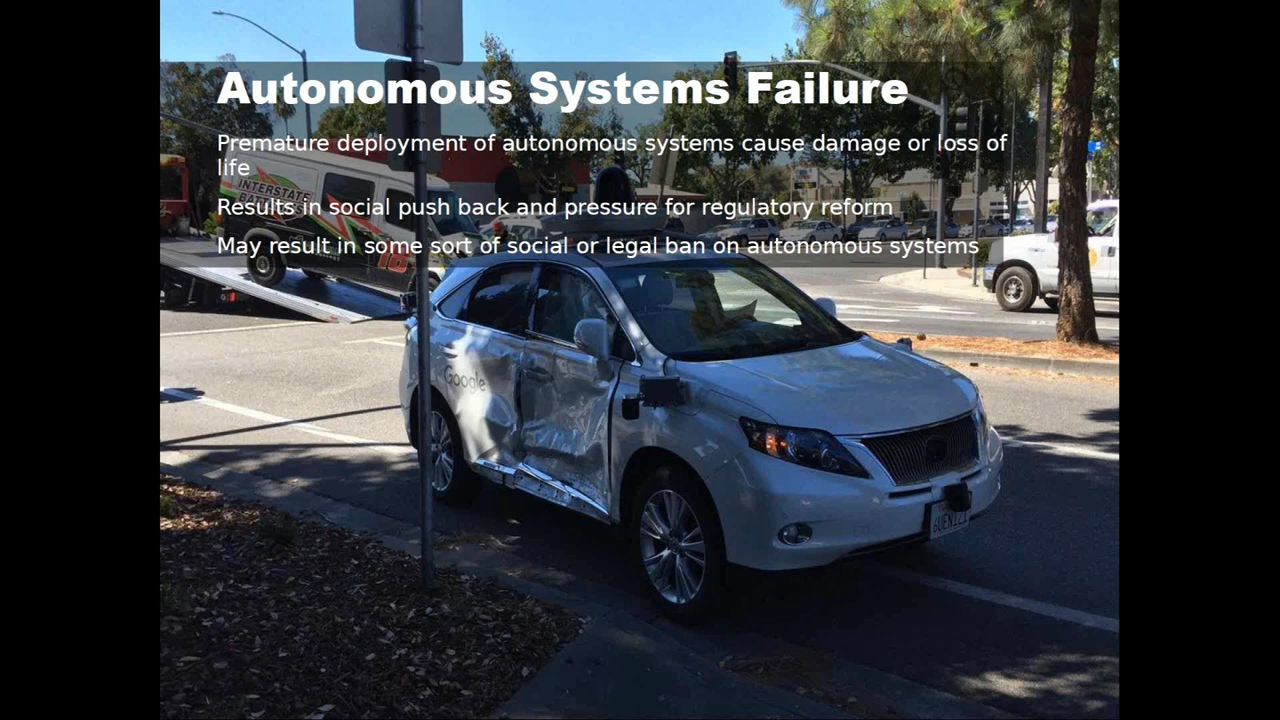 Autonomous Systems Failure
Premature deployment of autonomous systems cause damage or loss of
life
Results in social push back and pressure for regulatory reform
May result in some sort of social or legal ban on autonomous systems
INTERSTATE
Google
6UEN121